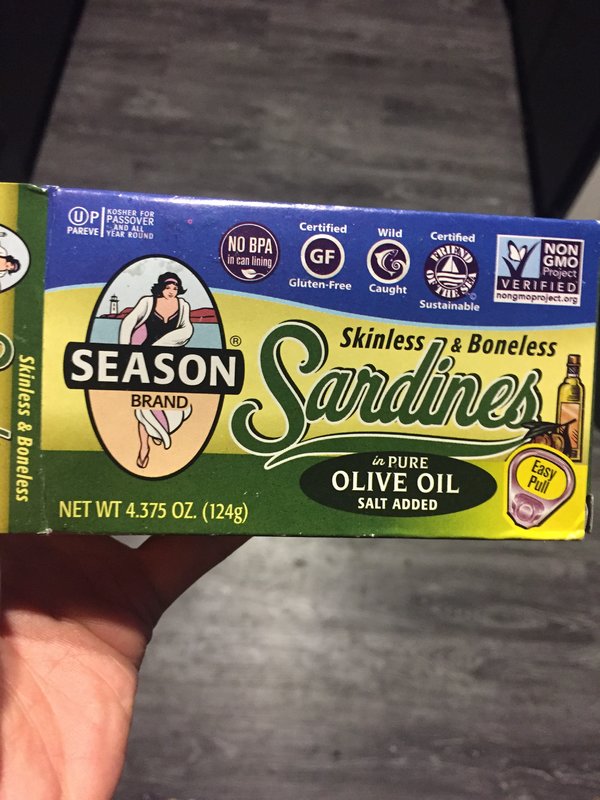 U P
PAREVE
KOSHER FOR
PASSOVER
AND ALL
YEAR ROUND
NO BPA
in can lining
Certified
GF
Gluten-Free
Wild
Caught
Certified
FRIEND
OF THE SEA
Sustainable
NON
GMO
Project
VERIFIED
nongmoproject.org
SEASON®
BRAND
Skinless & Boneless
Sardines
in PURE
OLIVE OIL
SALT ADDED
Easy
Pull
NET WT 4.375 OZ. (124g)
Skinless & Boneless